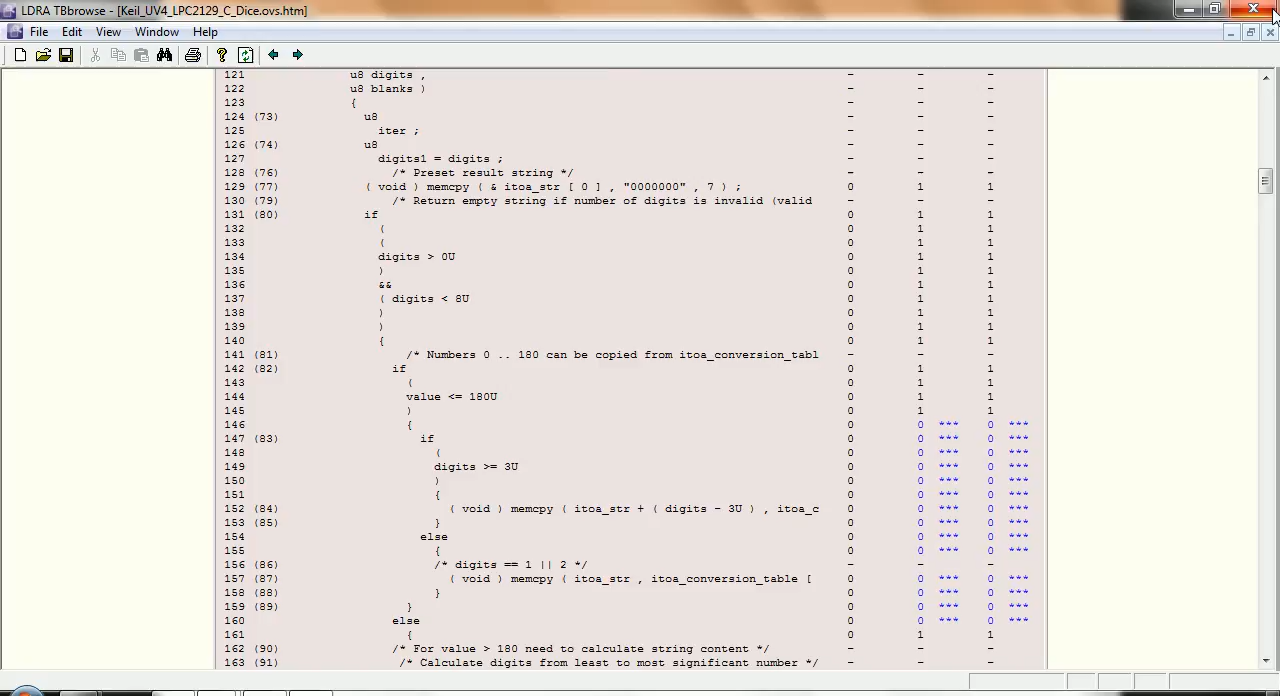 LDRA TBbrowse - [Keil_UV4_LPC2129_C_Dice.ovs.htm]
File Edit View Window Help
121 u8 digits , - - -
122 u8 blanks ) - - -
123 { - - -
124 (73) u8 - - -
125 iter ; - - -
126 (74) u8 - - -
127 digits1 = digits ; - - -
128 (76) /* Preset result string */ - - -
129 (77) ( void ) memcpy ( & itoa_str [ 0 ] , "0000000" , 7 ) ; 0 1 1
130 (79) /* Return empty string if number of digits is invalid (valid - - -
131 (80) if 0 1 1
132 ( 0 1 1
133 ( 0 1 1
134 digits > 0U 0 1 1
135 ) 0 1 1
136 && 0 1 1
137 ( digits < 8U 0 1 1
138 ) 0 1 1
139 ) 0 1 1
140 { 0 1 1
141 (81) /* Numbers 0 .. 180 can be copied from itoa_conversion_tabl - - -
142 (82) if 0 1 1
143 ( 0 1 1
144 value <= 180U 0 1 1
145 ) 0 1 1
146 { 0 0 *** 0 ***
147 (83) if 0 0 *** 0 ***
148 ( 0 0 *** 0 ***
149 digits >= 3U 0 0 *** 0 ***
150 ) 0 0 *** 0 ***
151 { 0 0 *** 0 ***
152 (84) ( void ) memcpy ( itoa_str + ( digits - 3U ) , itoa_c 0 0 *** 0 ***
153 (85) } 0 0 *** 0 ***
154 else 0 0 *** 0 ***
155 { 0 0 *** 0 ***
156 (86) /* digits == 1 || 2 */ - - -
157 (87) ( void ) memcpy ( itoa_str , itoa_conversion_table [ 0 0 *** 0 ***
158 (88) } 0 0 *** 0 ***
159 (89) } 0 0 *** 0 ***
160 else 0 0 *** 0 ***
161 { 0 1 1
162 (90) /* For value > 180 need to calculate string content */ - - -
163 (91) /* Calculate digits from least to most significant number */ - - -